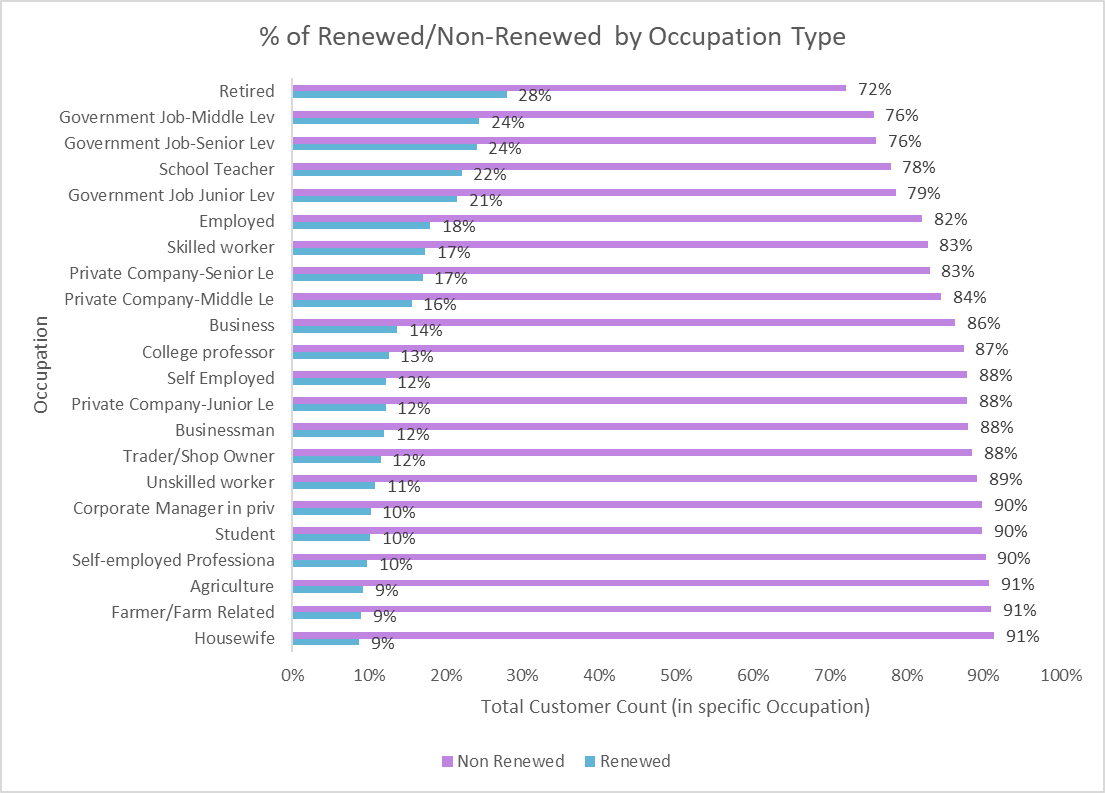 % of Renewed/Non-Renewed by Occupation Type
Occupation
Retired 72% 28%
Government Job-Middle Lev 76% 24%
Government Job-Senior Lev 76% 24%
School Teacher 78% 22%
Government Job Junior Lev 79% 21%
Employed 82% 18%
Skilled worker 83% 17%
Private Company-Senior Le 83% 17%
Private Company-Middle Le 84% 16%
Business 86% 14%
College professor 87% 13%
Self Employed 88% 12%
Private Company-Junior Le 88% 12%
Businessman 88% 12%
Trader/Shop Owner 88% 12%
Unskilled worker 89% 11%
Corporate Manager in priv 90% 10%
Student 90% 10%
Self-employed Professiona 90% 10%
Agriculture 91% 9%
Farmer/Farm Related 91% 9%
Housewife 91% 9%
0% 10% 20% 30% 40% 50% 60% 70% 80% 90% 100%
Total Customer Count (in specific Occupation)
Non Renewed Renewed